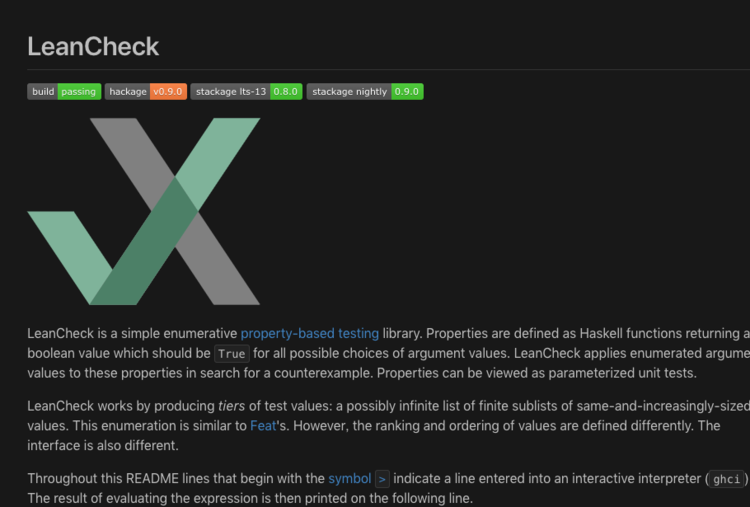 LeanCheck
build passing hackage v0.9.0 stackage lts-13 0.8.0 stackage nightly 0.9.0
LeanCheck is a simple enumerative property-based testing library. Properties are defined as Haskell functions returning a
boolean value which should be True for all possible choices of argument values. LeanCheck applies enumerated argume
values to these properties in search for a counterexample. Properties can be viewed as parameterized unit tests.
LeanCheck works by producing tiers of test values: a possibly infinite list of finite sublists of same-and-increasingly-sized
values. This enumeration is similar to Feat's. However, the ranking and ordering of values are defined differently. The
interface is also different.
Throughout this README lines that begin with the symbol > indicate a line entered into an interactive interpreter (ghci)
The result of evaluating the expression is then printed on the following line.